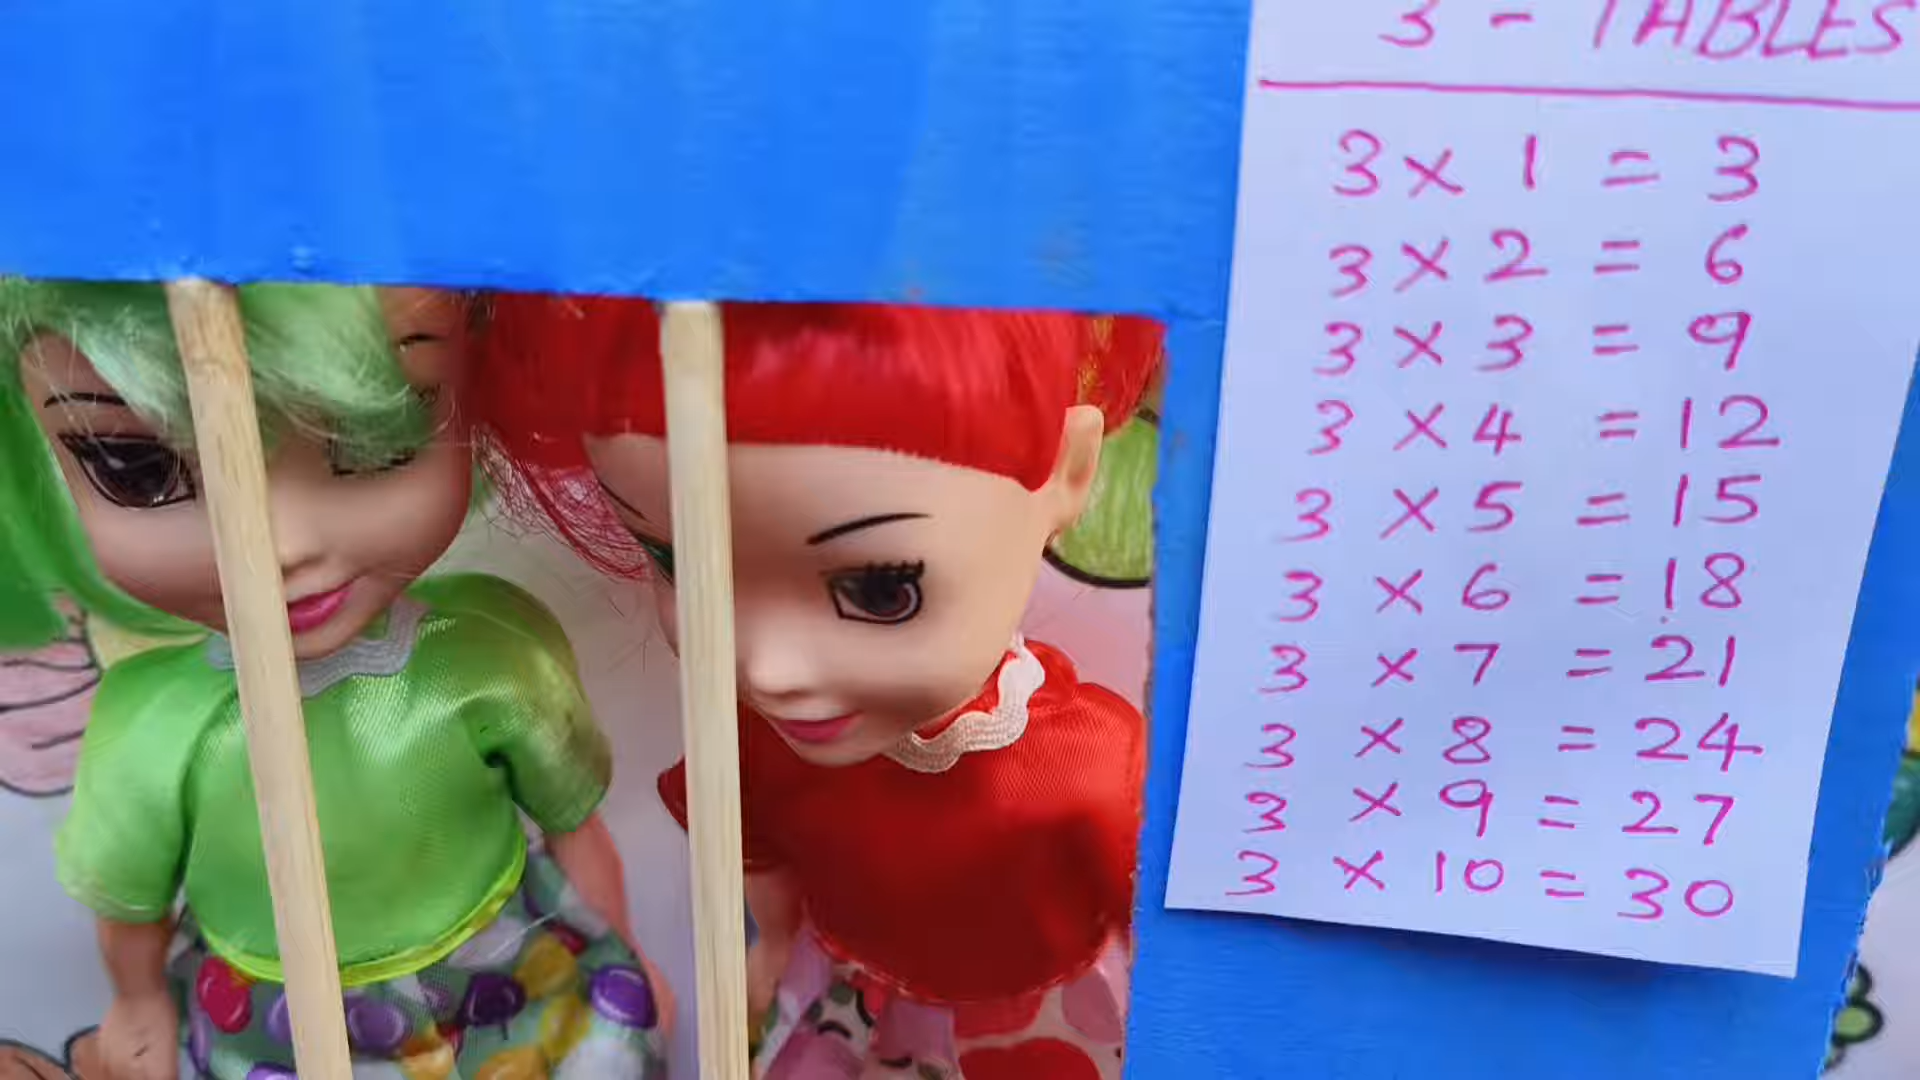 3 - TABLES
3 × 1 = 3
3 × 2 = 6
3 × 3 = 9
3 × 4 = 12
3 × 5 = 15
3 × 6 = 18
3 × 7 = 21
3 × 8 = 24
3 × 9 = 27
3 × 10 = 30